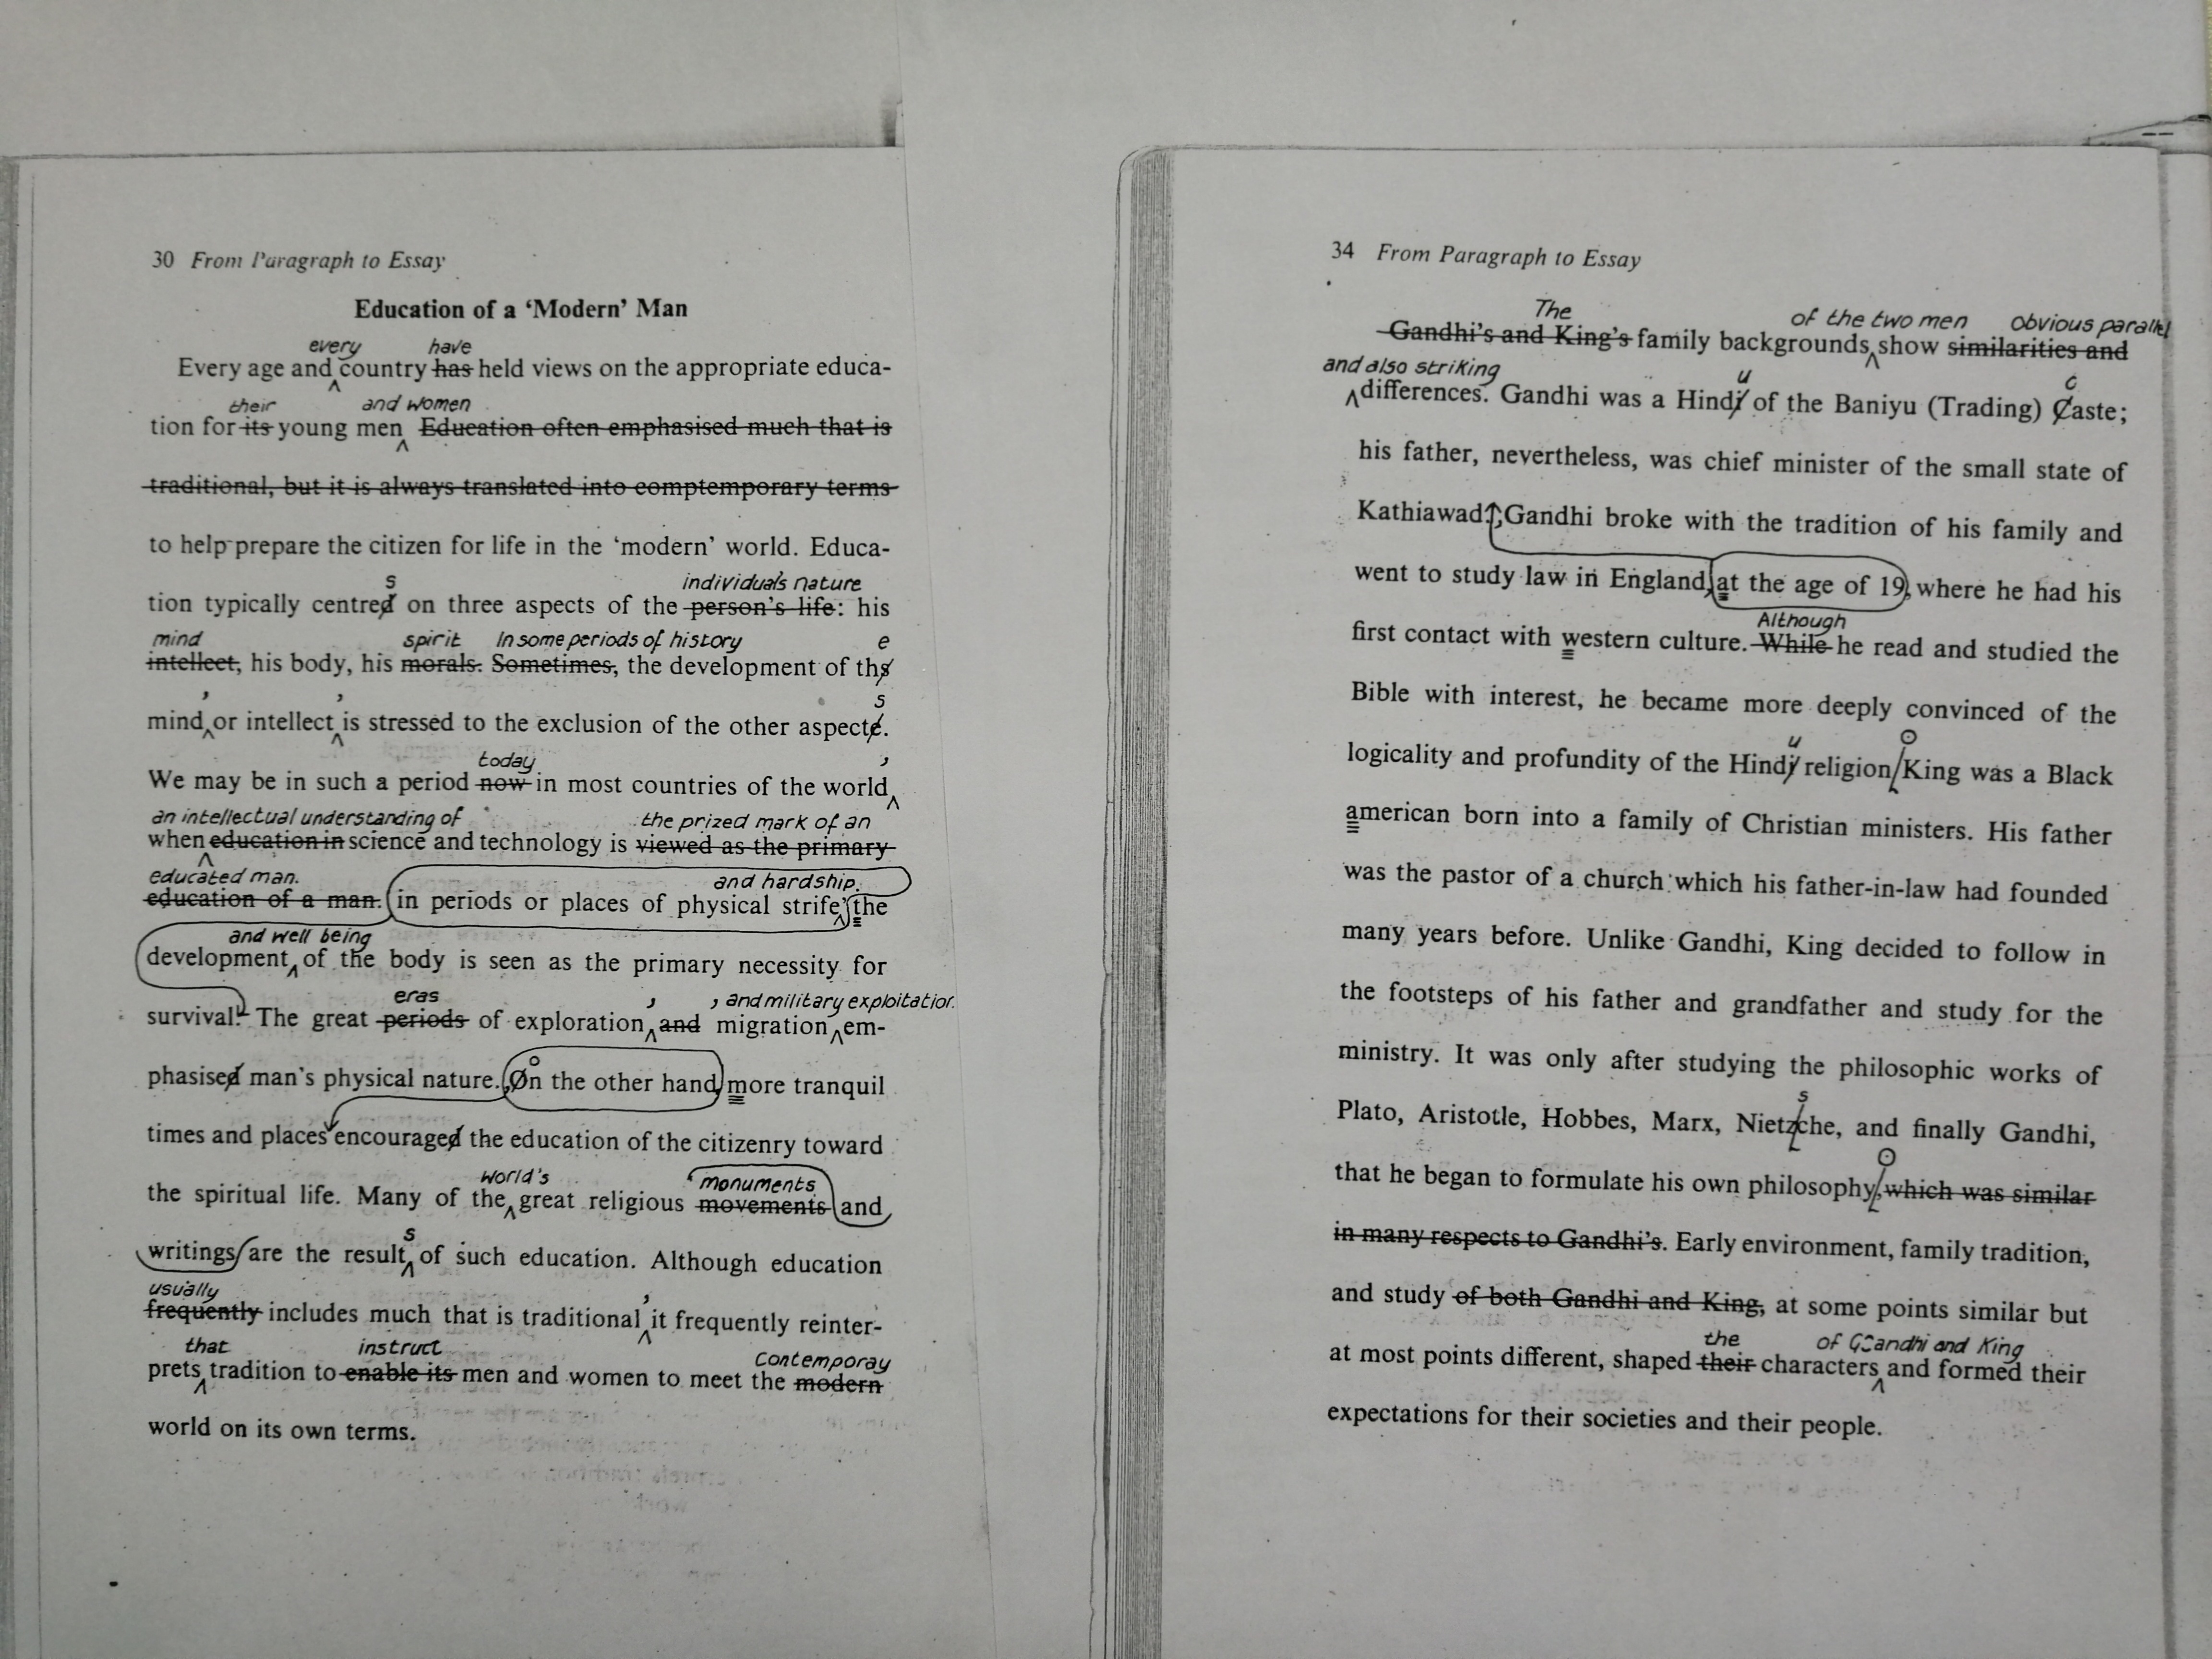 30 From Paragraph to Essay
Education of a ‘Modern’ Man
every have
Every age and country has held views on the appropriate educa-
their and women
tion for its young men Education often emphasised much that is
traditional, but it is always translated into comptemporary terms
to help prepare the citizen for life in the ‘modern’ world. Educa-
s individual's nature
tion typically centred on three aspects of the person’s life: his
mind spirit In some periods of history e
intellect, his body, his morals. Sometimes, the development of ths
, , s
mind or intellect is stressed to the exclusion of the other aspect.
today ,
We may be in such a period now in most countries of the world
an intellectual understanding of the prized mark of an
when education in science and technology is viewed as the primary
educated man. and hardship.
education of a man. in periods or places of physical strife, the
and well being
development of the body is seen as the primary necessity for
eras , , and military exploitation
survival. The great periods of exploration and migration em-
o
phasised man’s physical nature. On the other hand, more tranquil
times and places encouraged the education of the citizenry toward
world's monuments
the spiritual life. Many of the great religious movements and
s
writings are the result of such education. Although education
usually ,
frequently includes much that is traditional it frequently reinter-
that instruct Contemporay
prets tradition to enable its men and women to meet the modern
world on its own terms.
34 From Paragraph to Essay
The of the two men obvious parallel
Gandhi’s and King’s family backgrounds show similarities and
and also striking u c
differences. Gandhi was a Hindi of the Baniyu (Trading) Caste;
his father, nevertheless, was chief minister of the small state of
Kathiawad. Gandhi broke with the tradition of his family and
went to study law in England, at the age of 19, where he had his
Although
first contact with western culture. While he read and studied the
Bible with interest, he became more deeply convinced of the
u
logicality and profundity of the Hindi religion King was a Black
american born into a family of Christian ministers. His father
was the pastor of a church which his father-in-law had founded
many years before. Unlike Gandhi, King decided to follow in
the footsteps of his father and grandfather and study for the
ministry. It was only after studying the philosophic works of
s
Plato, Aristotle, Hobbes, Marx, Nietzche, and finally Gandhi,
that he began to formulate his own philosophy, which was similar
in many respects to Gandhi’s. Early environment, family tradition,
and study of both Gandhi and King, at some points similar but
the of Gandhi and King
at most points different, shaped their characters and formed their
expectations for their societies and their people.